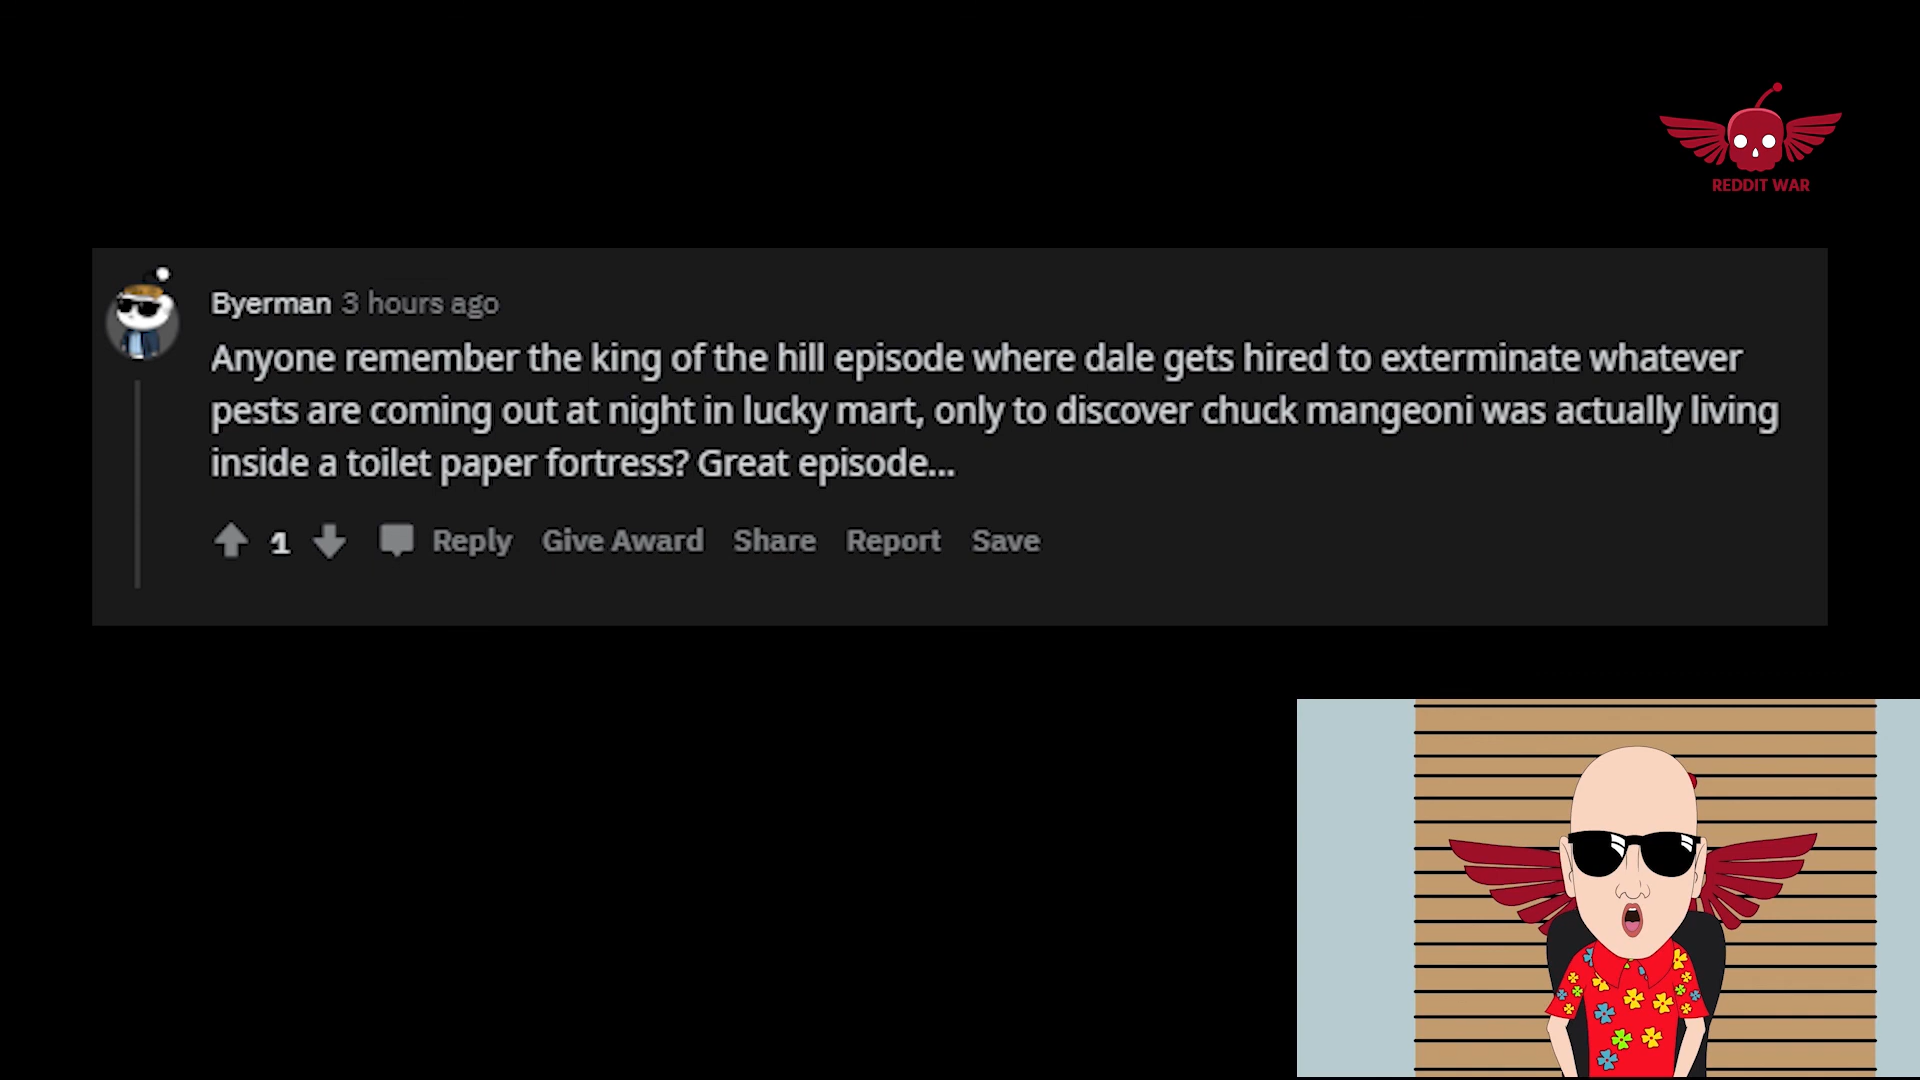 REDDIT WAR
Byerman 3 hours ago
Anyone remember the king of the hill episode where dale gets hired to exterminate whatever
pests are coming out at night in lucky mart, only to discover chuck mangeoni was actually living
inside a toilet paper fortress? Great episode...
1 Reply Give Award Share Report Save